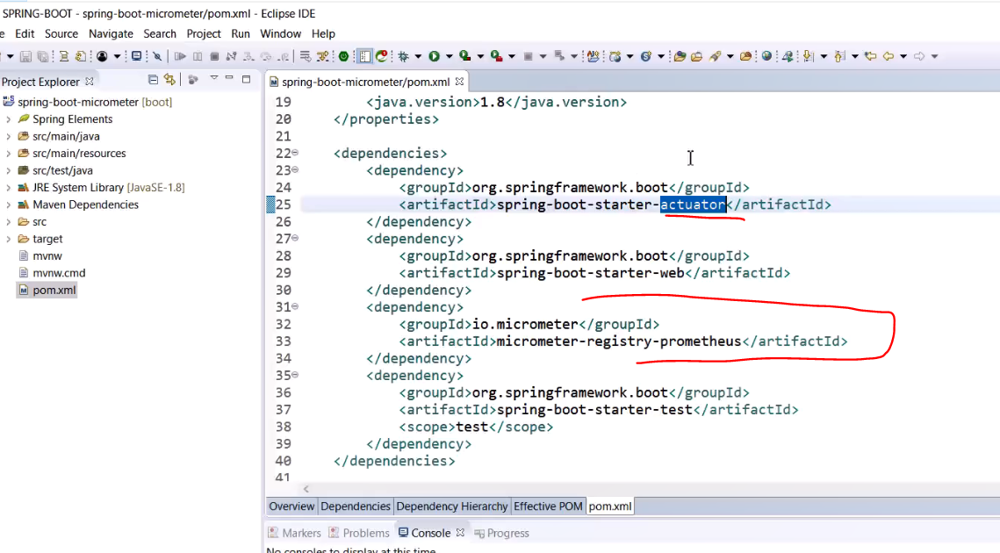 SPRING-BOOT - spring-boot-micrometer/pom.xml - Eclipse IDE
Edit Source Navigate Search Project Run Window Help
Project Explorer
spring-boot-micrometer [boot]
Spring Elements
src/main/java
src/main/resources
src/test/java
JRE System Library [JavaSE-1.8]
Maven Dependencies
src
target
mvnw
mvnw.cmd
pom.xml
spring-boot-micrometer/pom.xml
19 <java.version>1.8</java.version>
20 </properties>
21
22 <dependencies>
23 <dependency>
24 <groupId>org.springframework.boot</groupId>
25 <artifactId>spring-boot-starter-actuator</artifactId>
26 </dependency>
27 <dependency>
28 <groupId>org.springframework.boot</groupId>
29 <artifactId>spring-boot-starter-web</artifactId>
30 </dependency>
31 <dependency>
32 <groupId>io.micrometer</groupId>
33 <artifactId>micrometer-registry-prometheus</artifactId>
34 </dependency>
35 <dependency>
36 <groupId>org.springframework.boot</groupId>
37 <artifactId>spring-boot-starter-test</artifactId>
38 <scope>test</scope>
39 </dependency>
40 </dependencies>
41
Overview Dependencies Dependency Hierarchy Effective POM pom.xml
Markers Problems Console Progress
No consoles to display at this time.